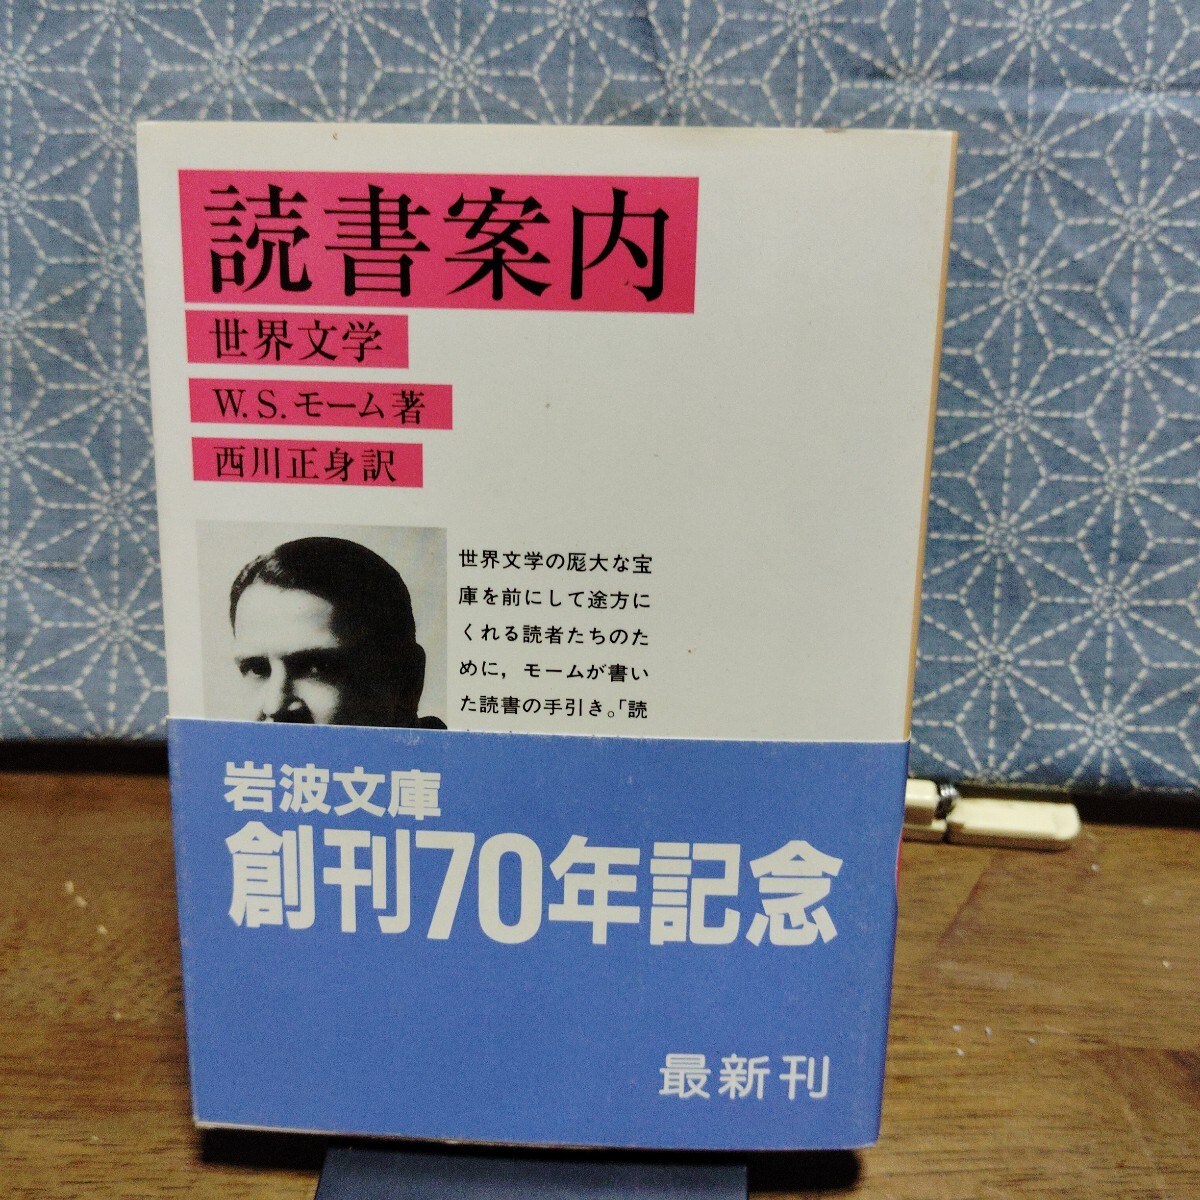 読書案内
世界文学
W.S.モーム著
西川正身訳
世界文学の厖大な宝
庫を前にして途方に
くれる読者たちのた
めに，モームが書い
た読書の手引き。「読
岩波文庫
創刊70年記念
最新刊